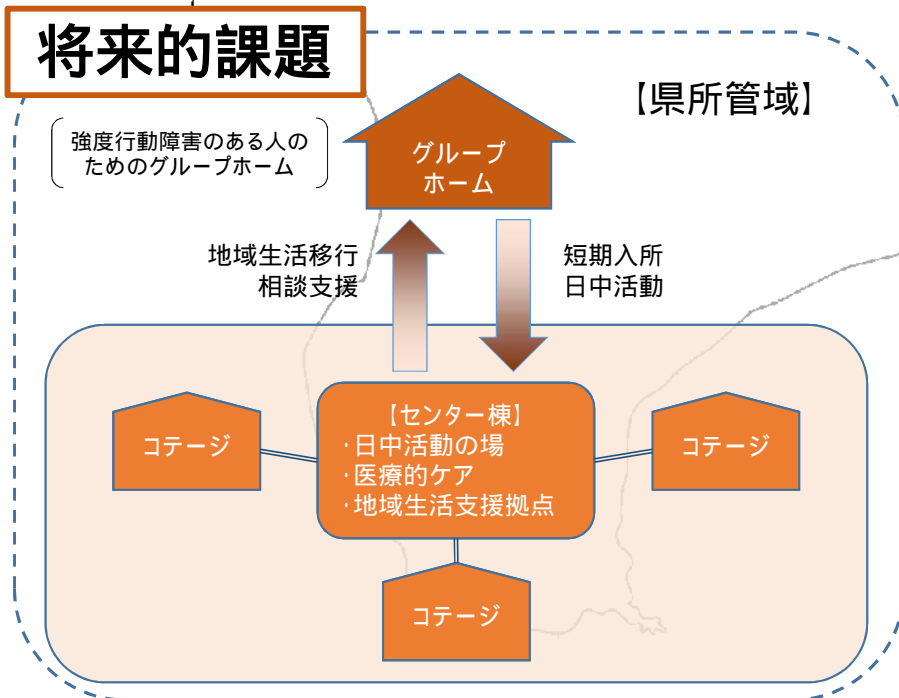 将来的課題
【県所管域】
強度行動障害のある人の
ためのグループホーム
グループ
ホーム
地域生活移行
相談支援
短期入所
日中活動
コテージ
【センター棟】
・日中活動の場
・医療的ケア
・地域生活支援拠点
コテージ
コテージ